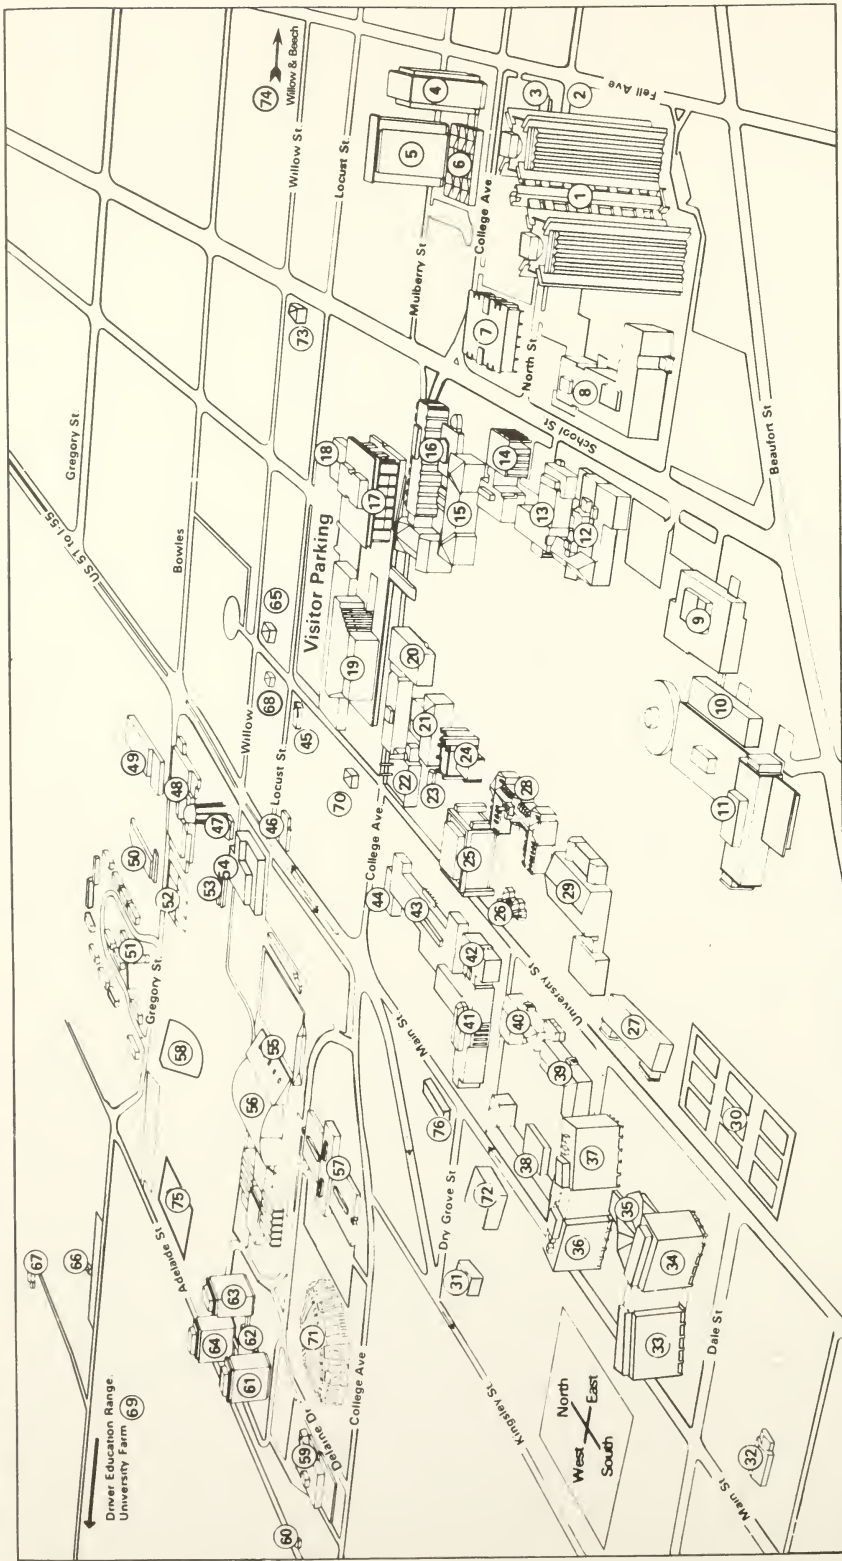 Driver Education Range
University Farm 69
67
66
Adelaide St
75
64
63
62
61
60
59
Delaine Dr
71
College Ave
58
Gregory St.
51
50
49
52
48
47
53
54
46
55
56
57
US 51 to I-55
Gregory St.
Bowles
Willow
Locust St.
68
65
45
70
Visitor Parking
73
74
Willow & Beech
Willow St
Locust St.
Mulberry St
College Ave
North St
School St
Fell Ave
Beaufort St
18
17
19
16
15
14
13
12
20
21
22
23
24
25
26
28
29
27
30
1
2
3
4
5
6
7
8
9
10
11
College Ave
44
43
42
41
40
39
38
37
36
35
34
33
32
31
72
76
Main St
University St
Dry Grove St
Kingsley St.
Dale St
Main St
North
West
East
South